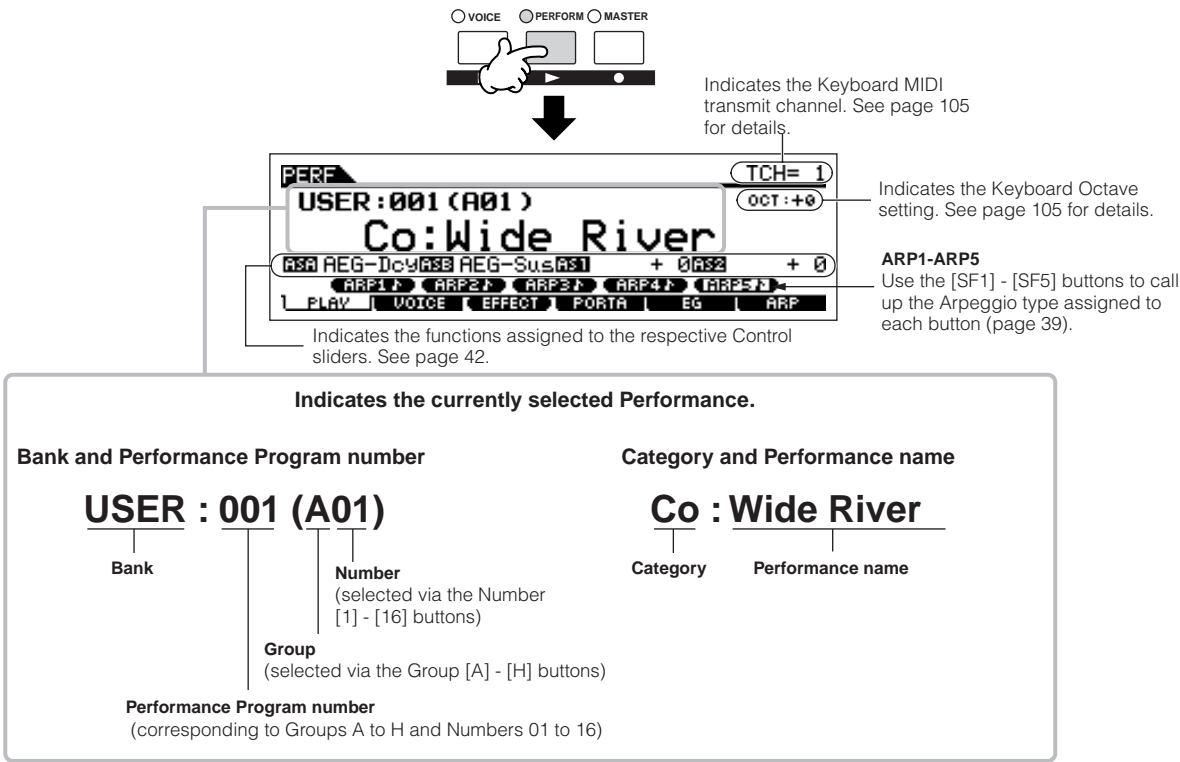 VOICE PERFORM MASTER
Indicates the Keyboard MIDI
transmit channel. See page 105
for details.
PERF
TCH= 1
USER:001(A01)
OCT:+0
Co:Wide River
Indicates the Keyboard Octave
setting. See page 105 for details.
ASA AEG-Dcy ASB AEG-Sus AS1 + 0 AS2 + 0
ARP1♪ ARP2♪ ARP3♪ ARP4♪ ARP5♪
PLAY VOICE EFFECT PORTA EG ARP
ARP1-ARP5
Use the [SF1] - [SF5] buttons to call
up the Arpeggio type assigned to
each button (page 39).
Indicates the functions assigned to the respective Control
sliders. See page 42.
Indicates the currently selected Performance.
Bank and Performance Program number
USER : 001 (A01)
Bank
Number
(selected via the Number
[1] - [16] buttons)
Group
(selected via the Group [A] - [H] buttons)
Performance Program number
(corresponding to Groups A to H and Numbers 01 to 16)
Category and Performance name
Co : Wide River
Category
Performance name